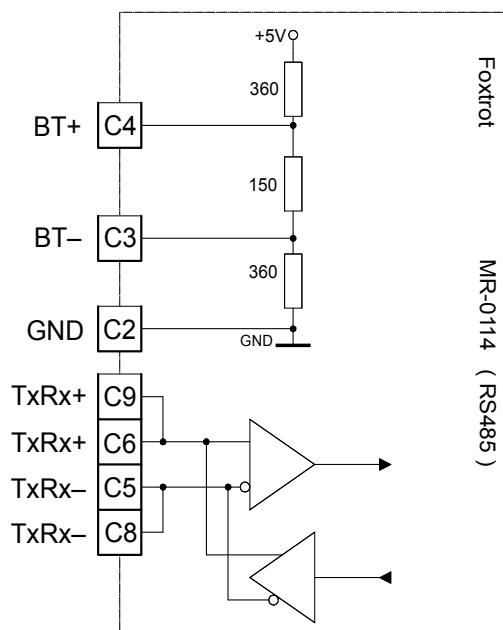 +5V
360
BT+ C4
150
BT– C3
360
GND C2
GND
TxRx+ C9
TxRx+ C6
TxRx– C5
TxRx– C8
Foxtrot
MR-0114 ( RS485 )